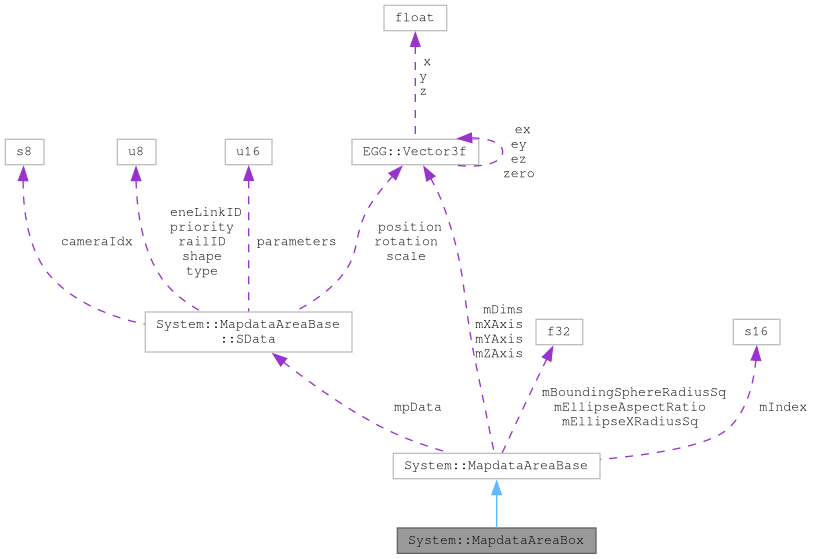 float
x
y
z
s8
u8
u16
EGG::Vector3f
ex
ey
ez
zero
cameraIdx
eneLinkID
priority
railID
shape
type
parameters
position
rotation
scale
System::MapdataAreaBase
::SData
mDims
mXAxis
mYAxis
mZAxis
f32
s16
mpData
mBoundingSphereRadiusSq
mEllipseAspectRatio
mEllipseXRadiusSq
mIndex
System::MapdataAreaBase
System::MapdataAreaBox